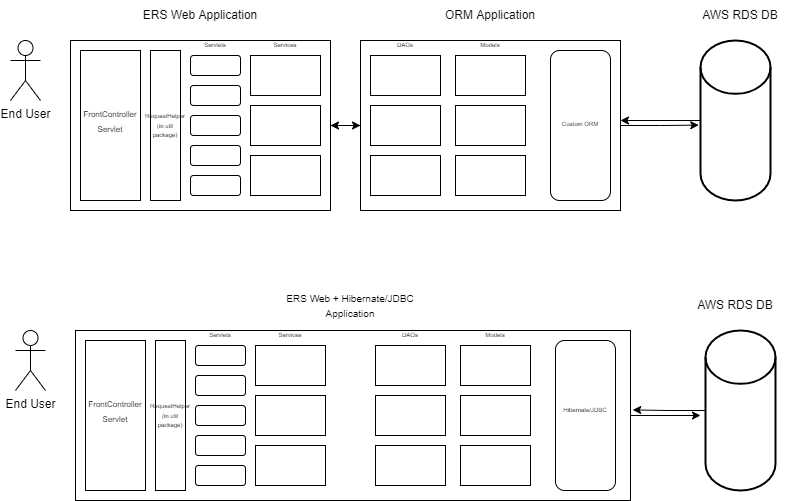 ERS Web Application
ORM Application
AWS RDS DB
Servlets
Services
DAOs
Models
End User
FrontController
Servlet
RequestHelper
(in util
package)
Custom ORM
ERS Web + Hibernate/JDBC
Application
AWS RDS DB
Servlets
Services
DAOs
Models
End User
FrontController
Servlet
RequestHelper
(in util
package)
Hibernate/JDBC